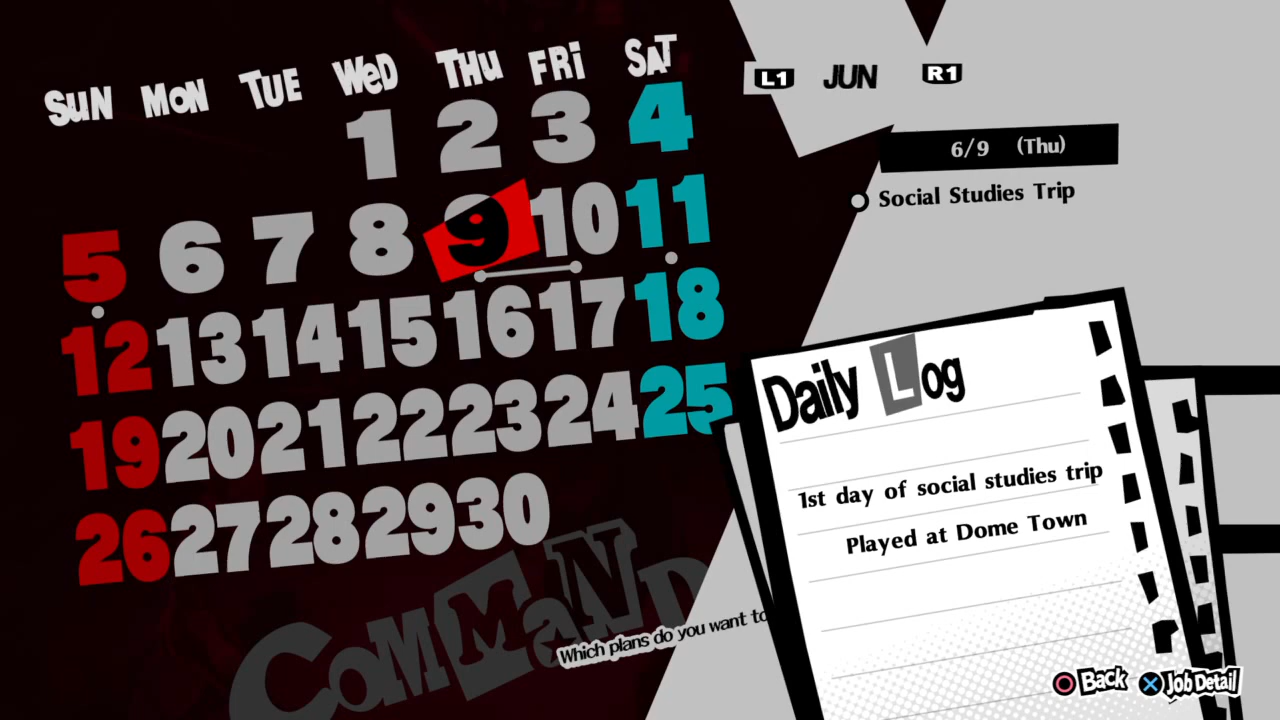 SUN MON TUE WeD THu FRi SAT
1 2 3 4
5 6 7 8 9 10 11
12 13 14 15 16 17 18
19 20 21 22 23 24 25
26 27 28 29 30
L1 JUN R1
6/9 (Thu)
Social Studies Trip
Daily Log
1st day of social studies trip
Played at Dome Town
CoMMaND
Which plans do you want to
Back Job Detail